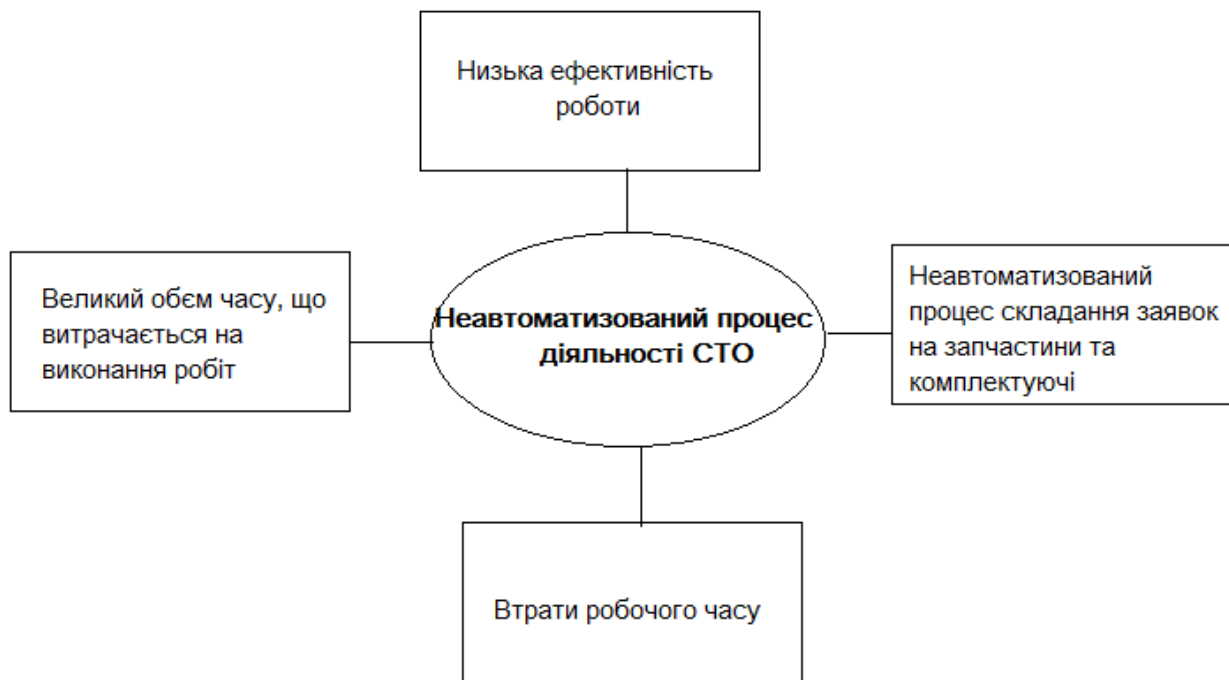 Низька ефективність
роботи
Великий обєм часу, що
витрачається на
виконання робіт
Неавтоматизований процес
діяльності СТО
Неавтоматизований
процес складання заявок
на запчастини та
комплектуючі
Втрати робочого часу